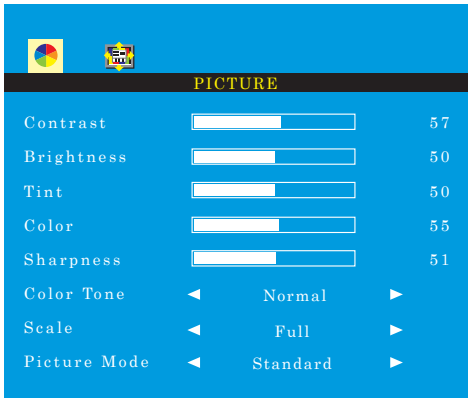 PICTURE
Contrast 57
Brightness 50
Tint 50
Color 55
Sharpness 51
Color Tone Normal
Scale Full
Picture Mode Standard